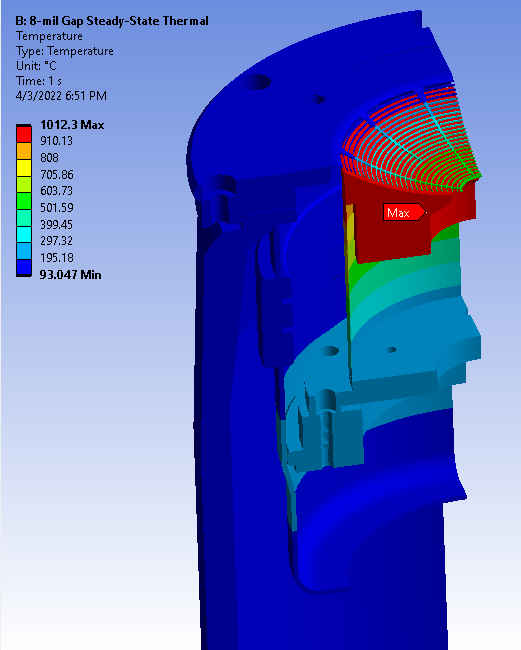 B: 8-mil Gap Steady-State Thermal
Temperature
Type: Temperature
Unit: °C
Time: 1 s
4/3/2022 6:51 PM
1012.3 Max
910.13
808
705.86
603.73
501.59
399.45
297.32
195.18
93.047 Min
Max